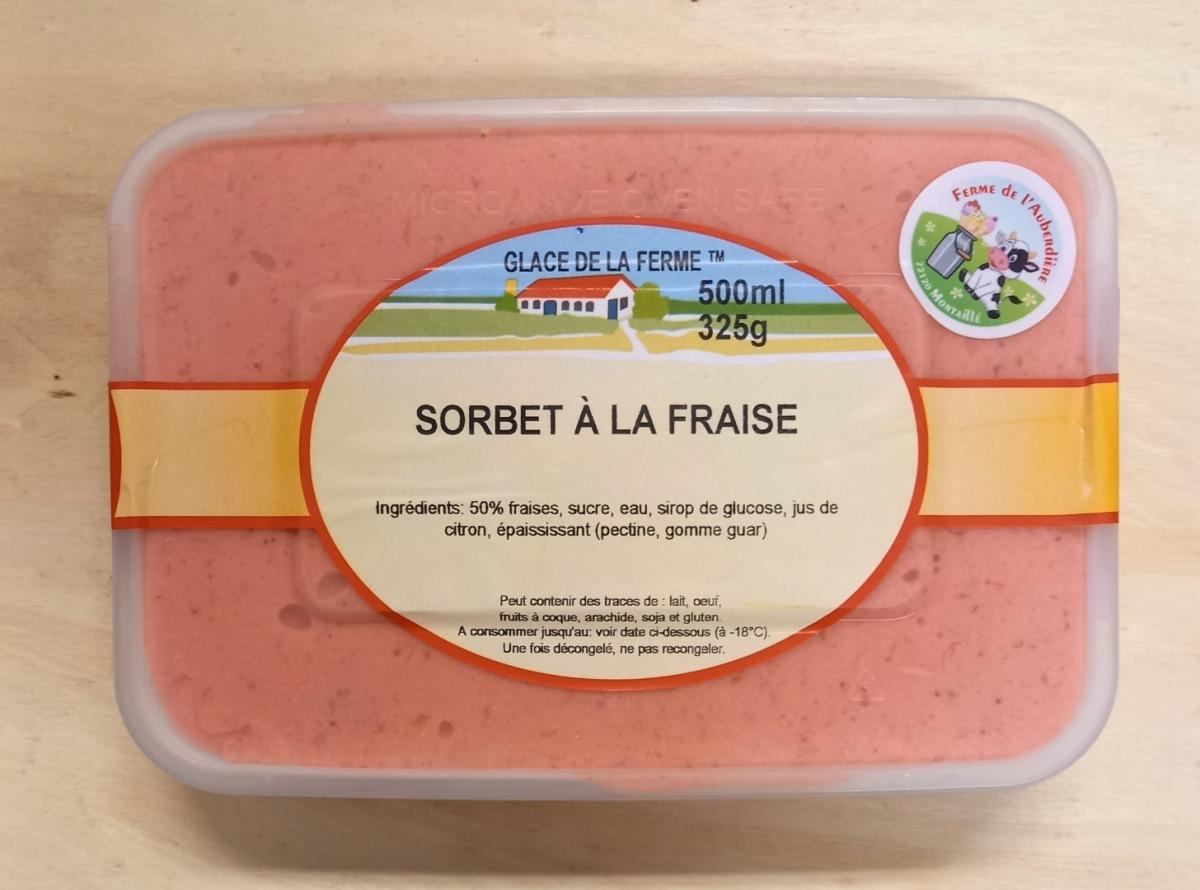 MICROWAVE OVEN SAFE
FERME de l'AUBERDIÈRE
72120 MONTAILLÉ
GLACE DE LA FERME ™
500ml
325g
SORBET À LA FRAISE
Ingrédients: 50% fraises, sucre, eau, sirop de glucose, jus de
citron, épaississant (pectine, gomme guar)
Peut contenir des traces de : lait, oeuf,
fruits à coque, arachide, soja et gluten.
A consommer jusqu'au: voir date ci-dessous (à -18°C).
Une fois décongelé, ne pas recongeler.